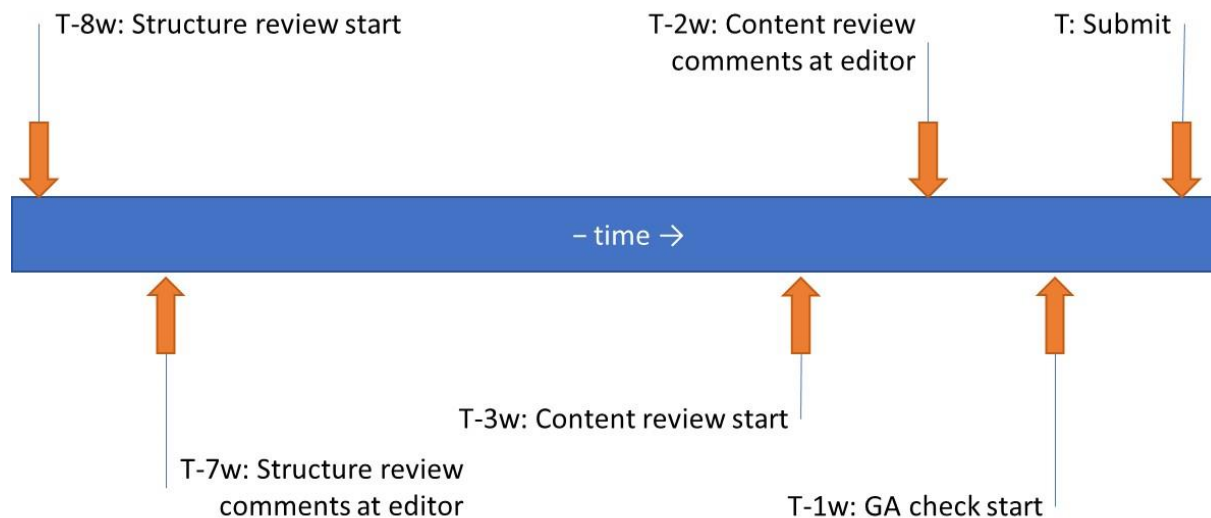 T-8w: Structure review start
T-2w: Content review
comments at editor
T: Submit
– time →
T-3w: Content review start
T-7w: Structure review
comments at editor
T-1w: GA check start